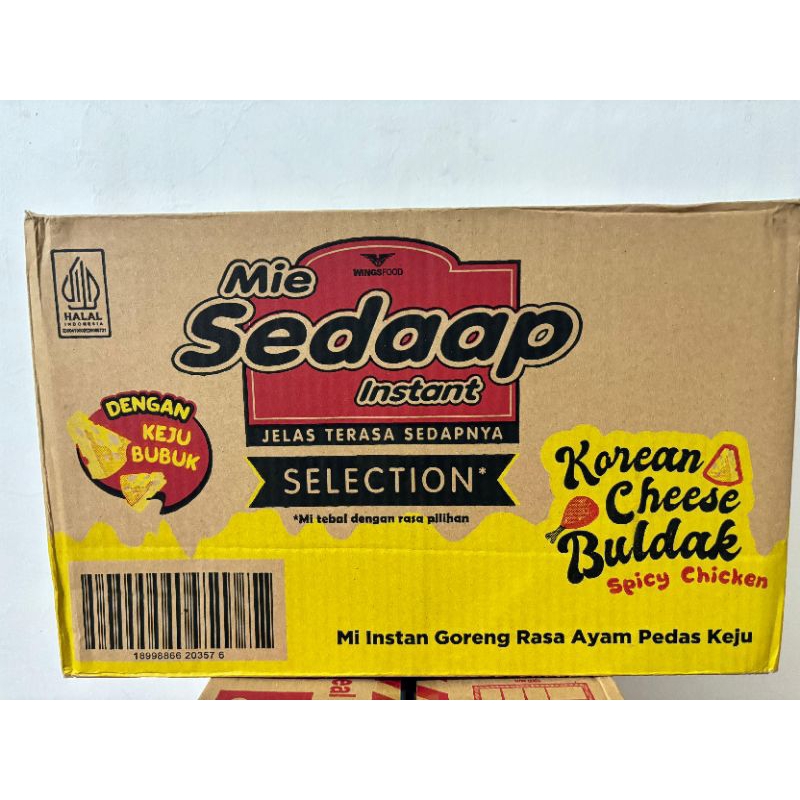 WINGSFOOD
Mie
Sedaap
Instant
JELAS TERASA SEDAPNYA
SELECTION*
*Mi tebal dengan rasa pilihan
HALAL
INDONESIA
DENGAN
KEJU
BUBUK
Korean
Cheese
Buldak
Spicy Chicken
18998866 20357 6
Mi Instan Goreng Rasa Ayam Pedas Keju